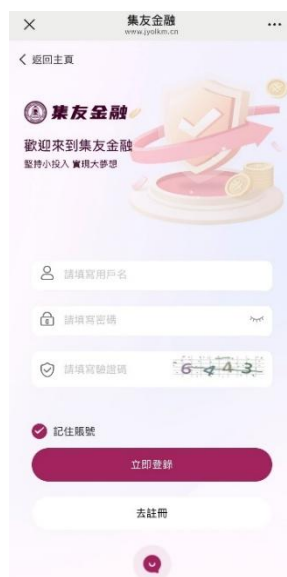 集友金融
www.jyolkm.cn
返回主頁
集友金融
歡迎來到集友金融
堅持小投入 實現大夢想
請填寫用戶名
請填寫密碼
請填寫驗證碼
6443
記住賬號
立即登錄
去註冊